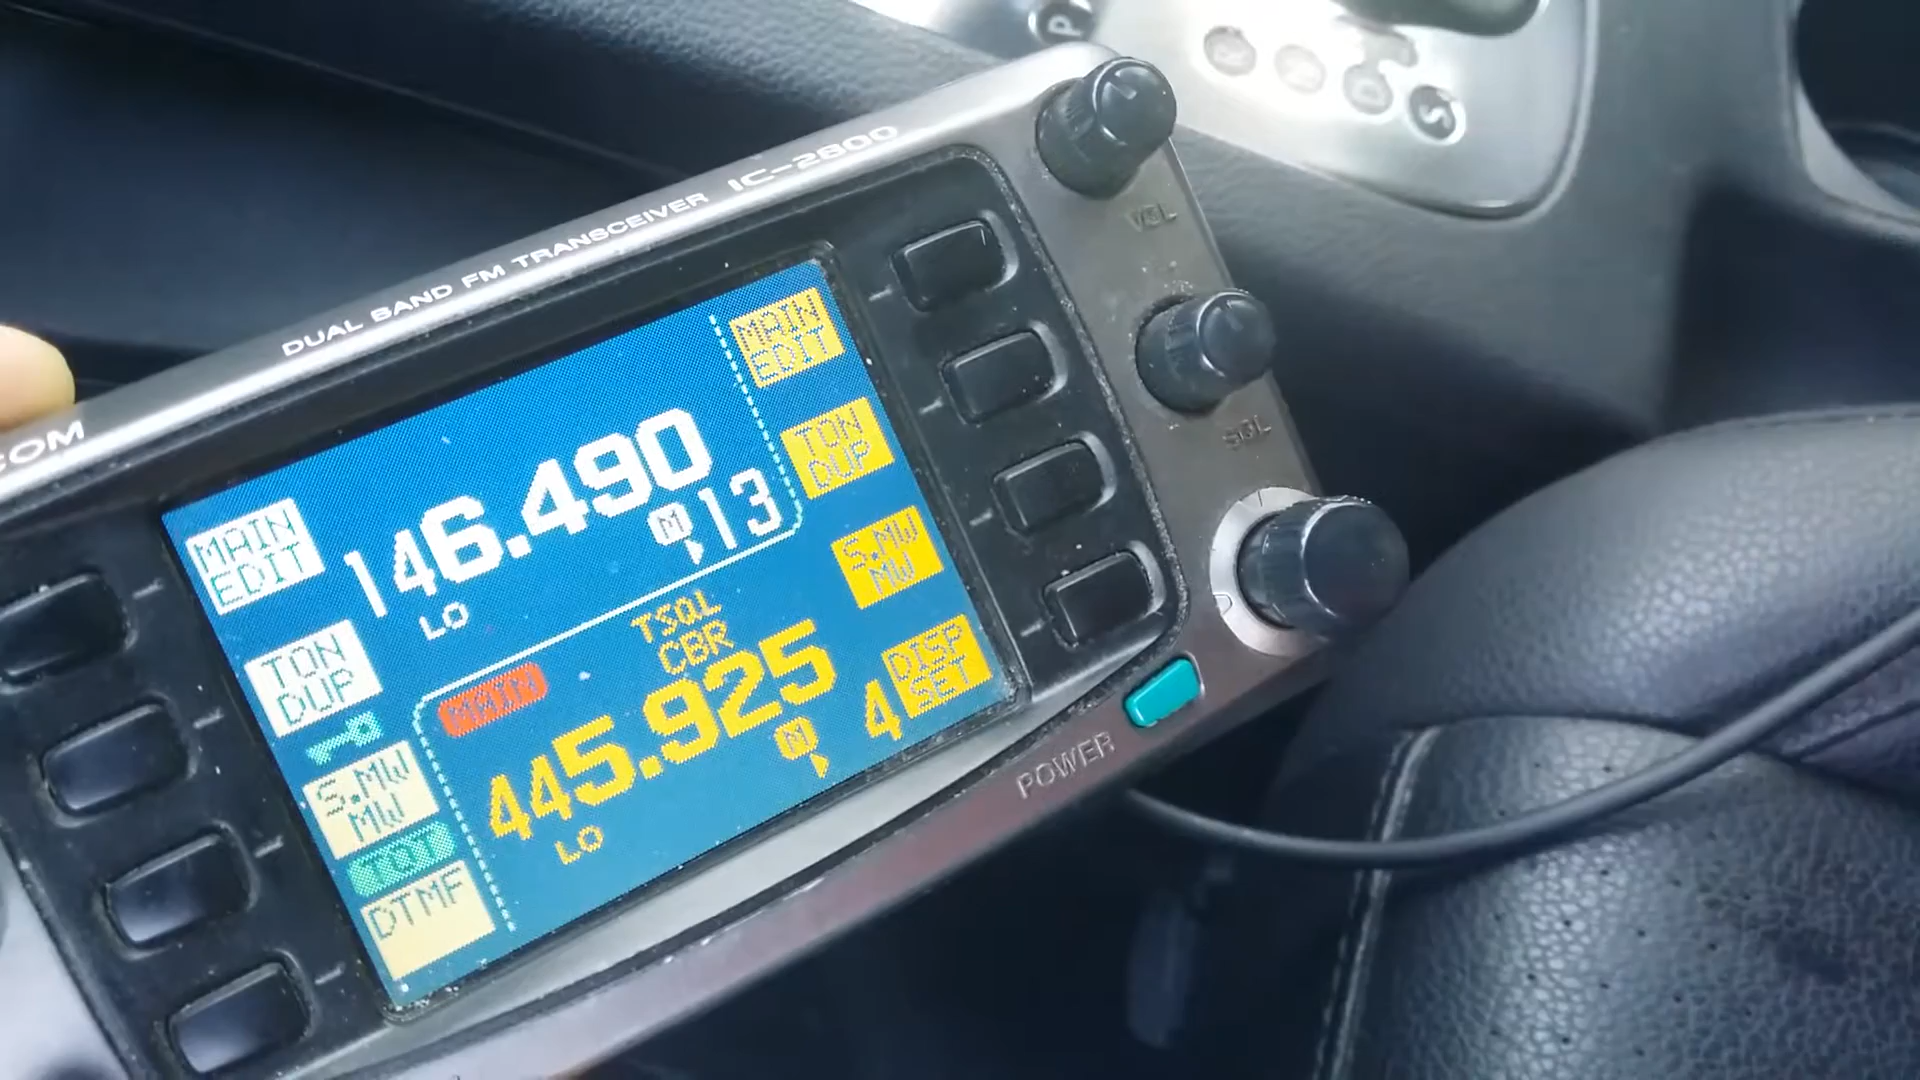 COM
DUAL BAND FM TRANSCEIVER IC-2800
MAIN
EDIT
146.490
M 13
LO
MAIN
EDIT
TON
DUP
TON
DUP
S.MW
MW
DTMF
MAIN
TSQL
CBR
445.925
M 4
LO
S.MW
MW
DISP
SET
VOL
SQL
POWER
P
R
N
D
S